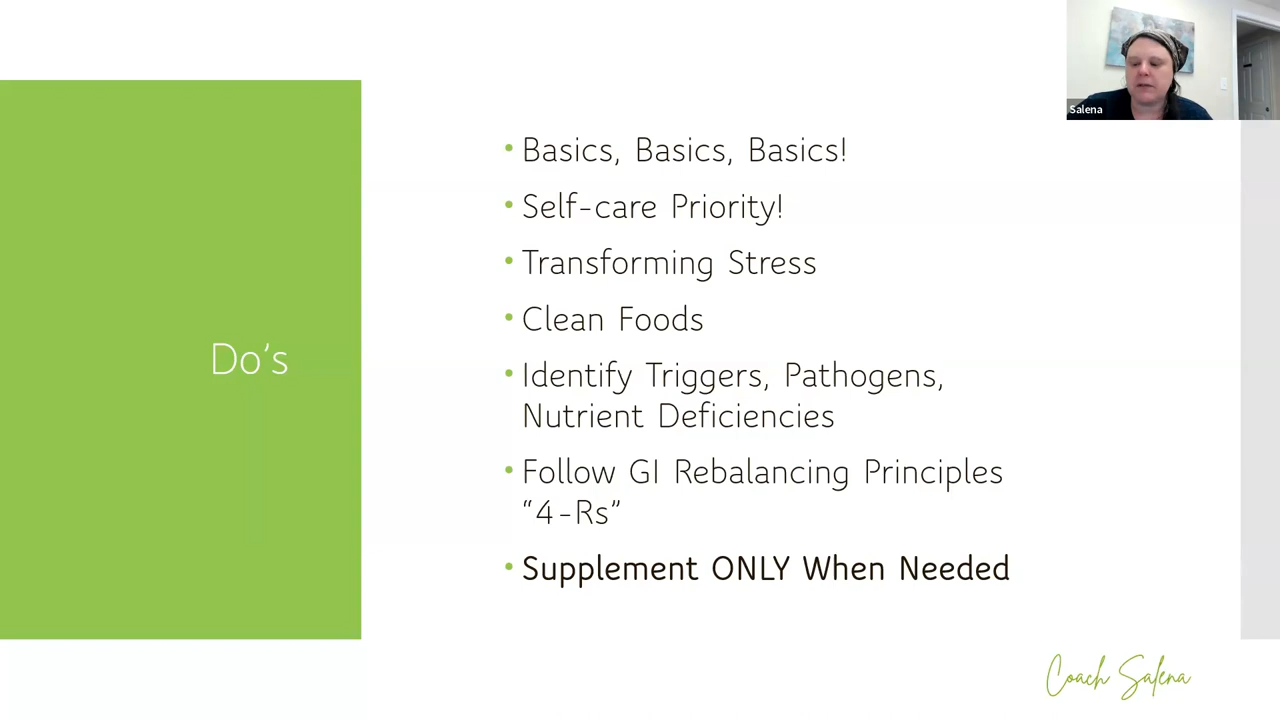 Salena
Do's
• Basics, Basics, Basics!
• Self-care Priority!
• Transforming Stress
• Clean Foods
• Identify Triggers, Pathogens,
Nutrient Deficiencies
• Follow GI Rebalancing Principles
“4-Rs”
• Supplement ONLY When Needed
Coach Salena